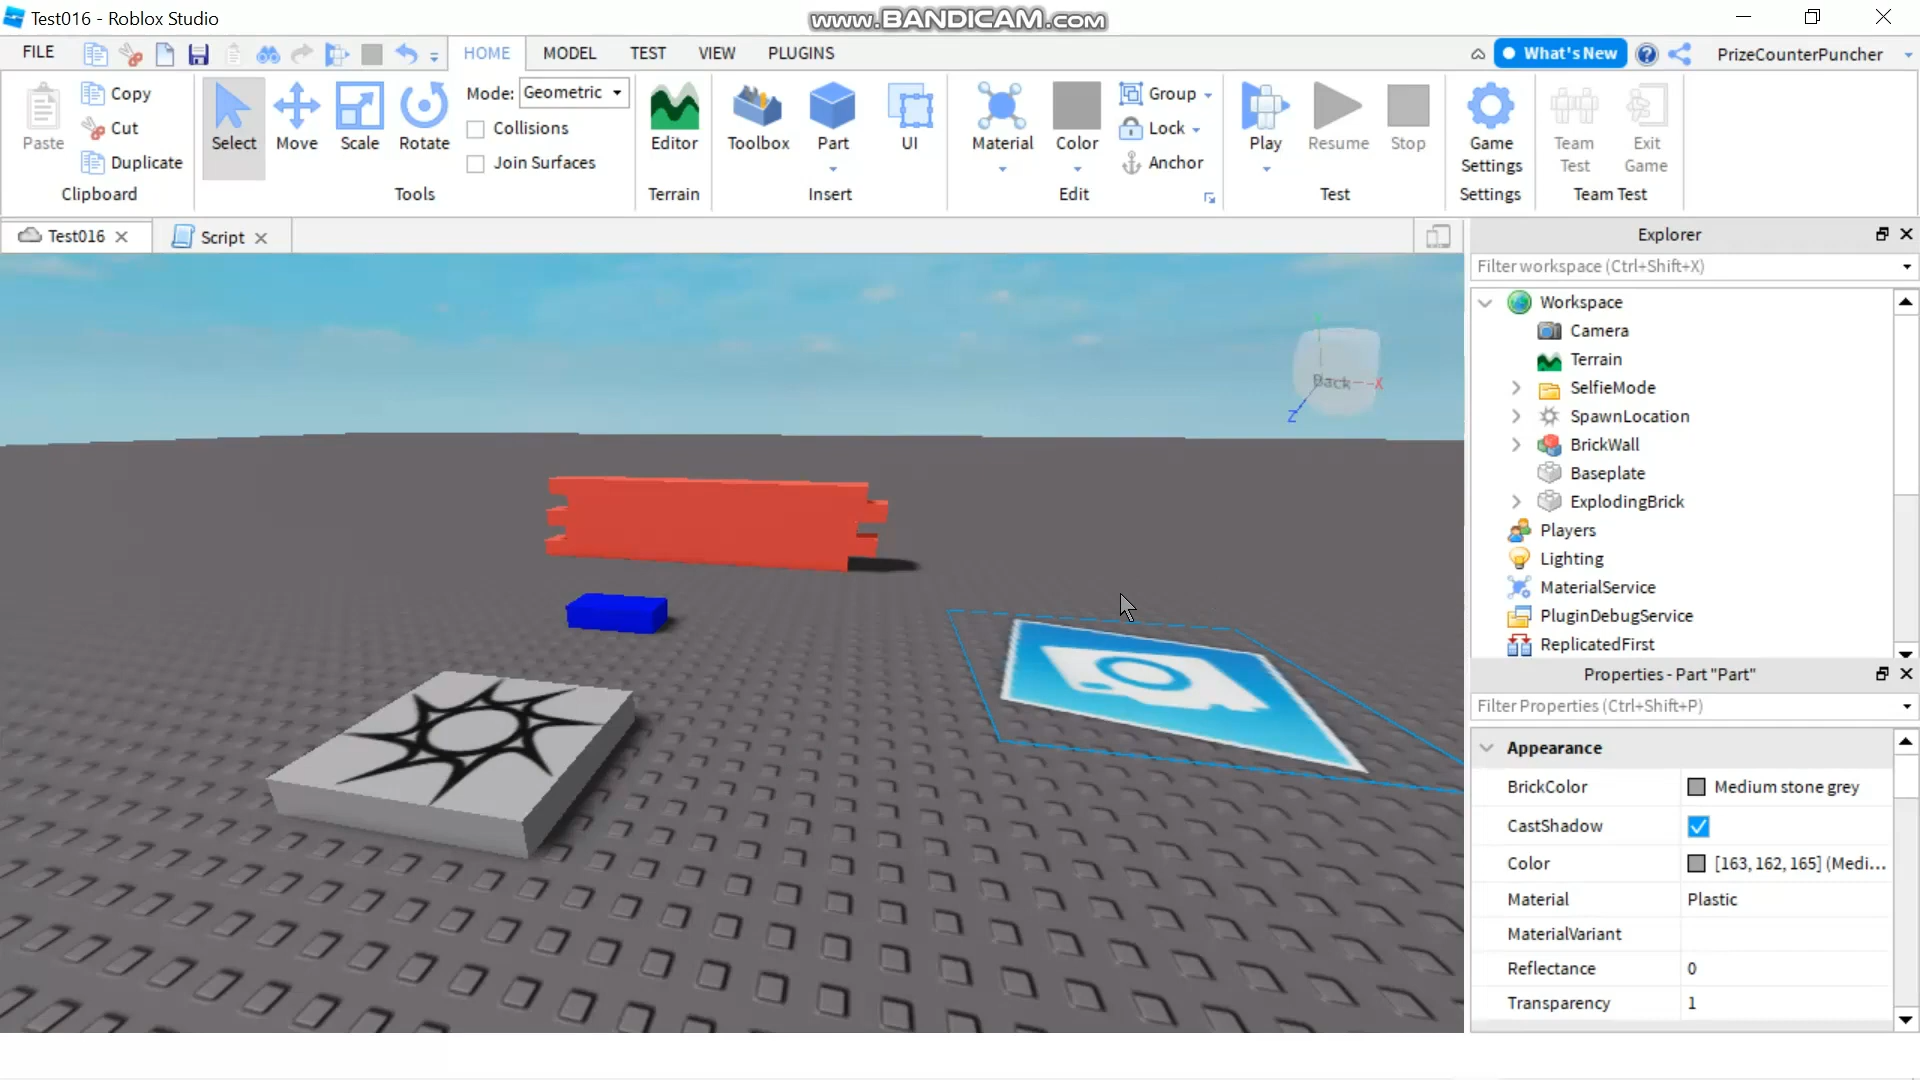 Test016 - Roblox Studio
www.BANDICAM.com
FILE
HOME
MODEL
TEST
VIEW
PLUGINS
What's New
PrizeCounterPuncher
Paste
Copy
Cut
Duplicate
Clipboard
Select
Move
Scale
Rotate
Mode: Geometric
Collisions
Join Surfaces
Tools
Editor
Terrain
Toolbox
Part
UI
Insert
Material
Color
Group
Lock
Anchor
Edit
Play
Resume
Stop
Test
Game
Settings
Settings
Team
Test
Exit
Game
Team Test
Test016
Script
Back
X
Z
Explorer
Filter workspace (Ctrl+Shift+X)
Workspace
Camera
Terrain
SelfieMode
SpawnLocation
BrickWall
Baseplate
ExplodingBrick
Players
Lighting
MaterialService
PluginDebugService
ReplicatedFirst
Properties - Part "Part"
Filter Properties (Ctrl+Shift+P)
Appearance
BrickColor Medium stone grey
CastShadow
Color [163, 162, 165] (Medi...
Material Plastic
MaterialVariant
Reflectance 0
Transparency 1